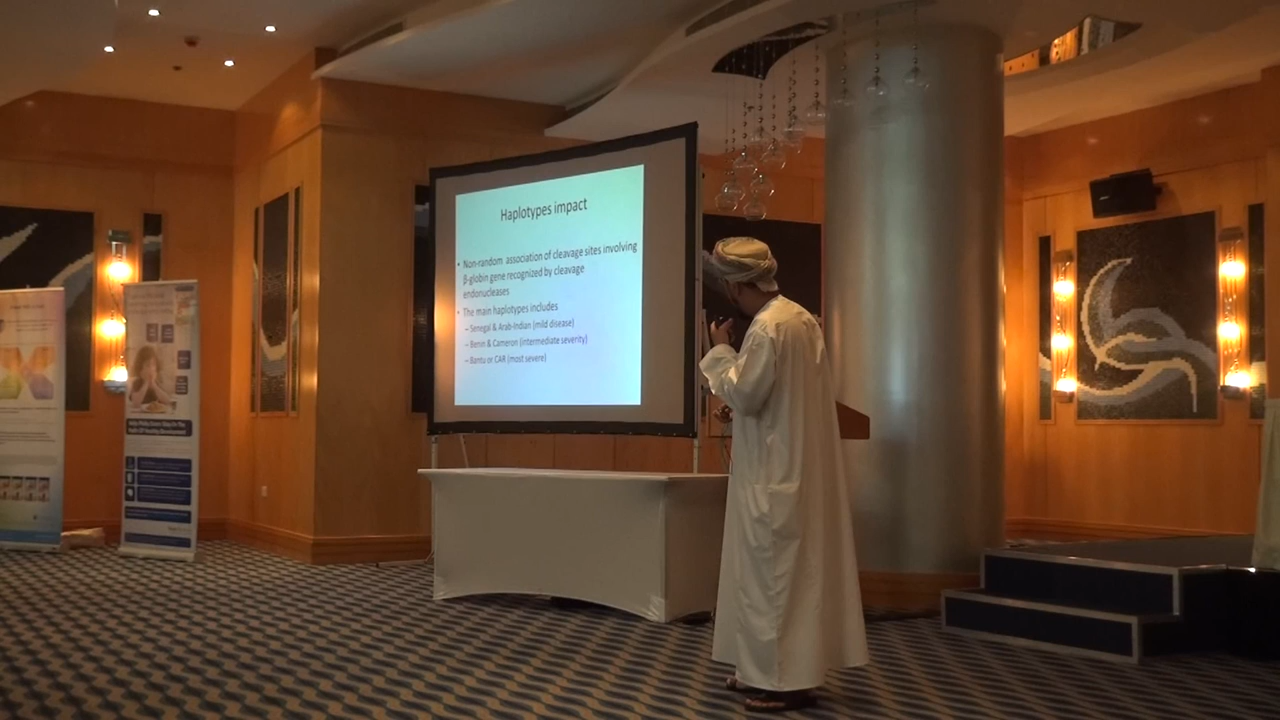 Haplotypes impact
• Non-random association of cleavage sites involving
β-globin gene recognized by cleavage
endonucleases
• The main haplotypes includes
– Senegal & Arab-Indian (mild disease)
– Benin & Cameron (intermediate severity)
– Bantu or CAR (most severe)